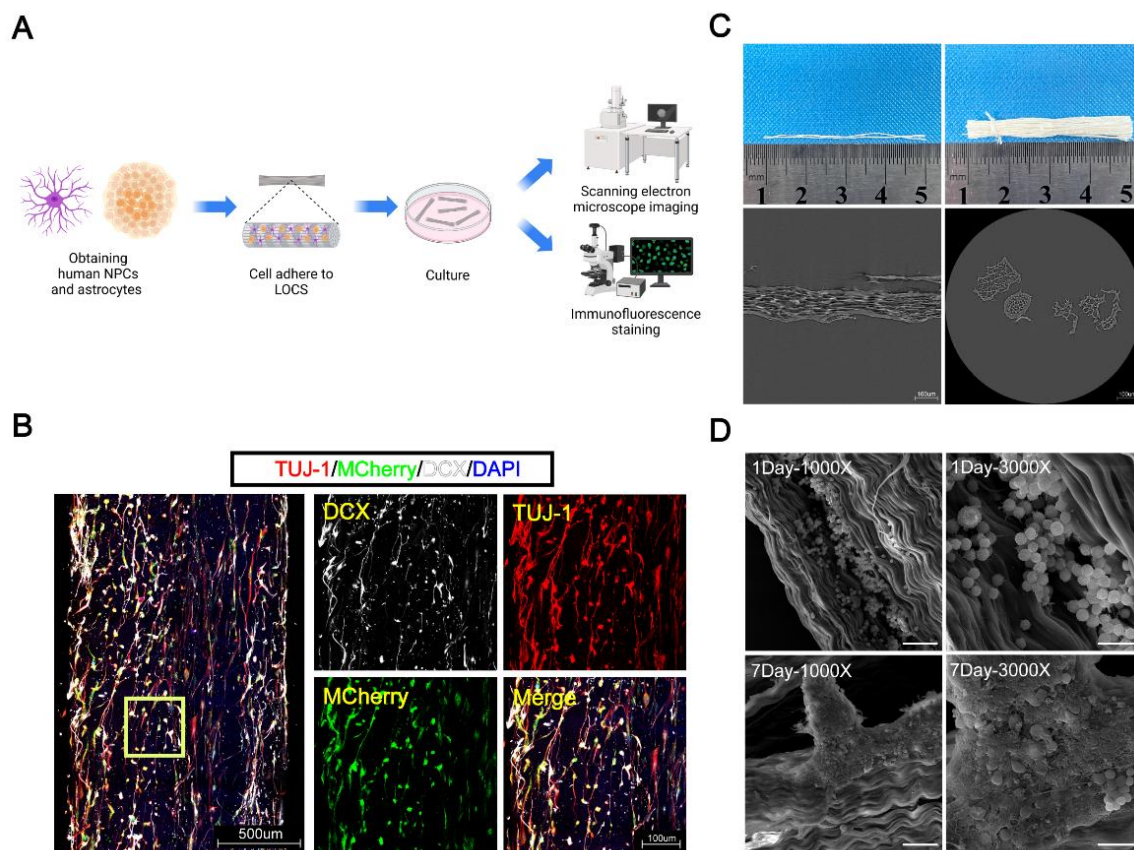 A
Obtaining
human NPCs
and astrocytes
Cell adhere to
LOCS
Culture
Scanning electron
microscope imaging
Immunofluorescence
staining
B
TUJ-1/MCherry/DCX/DAPI
500um
DCX
TUJ-1
MCherry
Merge
100um
C
mm 1 2 3 4 5
mm 1 2 3 4 5
100um
100um
D
1Day-1000X
1Day-3000X
7Day-1000X
7Day-3000X